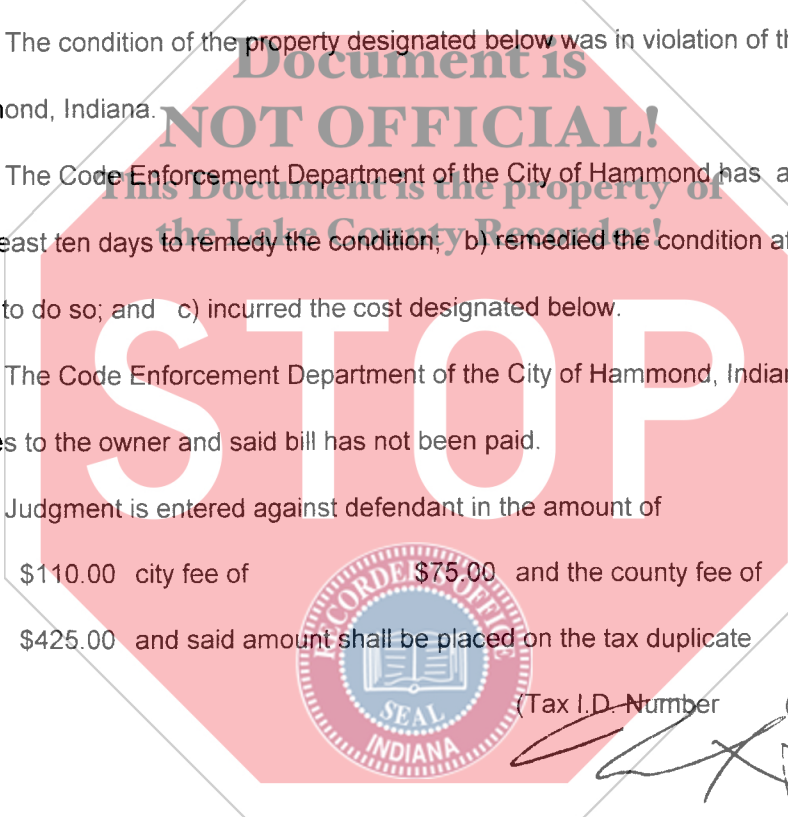 The condition of the property designated below was in violation of th
Document is
ond, Indiana.
NOT OFFICIAL!
The Code Enforcement Department of the City of Hammond has a
This Document is the property of
the Lake County Recorder!
east ten days to remedy the condition; b) remedied the condition a
to do so; and c) incurred the cost designated below.
STOP
The Code Enforcement Department of the City of Hammond, India
s to the owner and said bill has not been paid.
Judgment is entered against defendant in the amount of
$110.00 city fee of $75.00 and the county fee of
$425.00 and said amount shall be placed on the tax duplicate
RECORDER'S OFFICE
SEAL
INDIANA
(Tax I.D. Number (